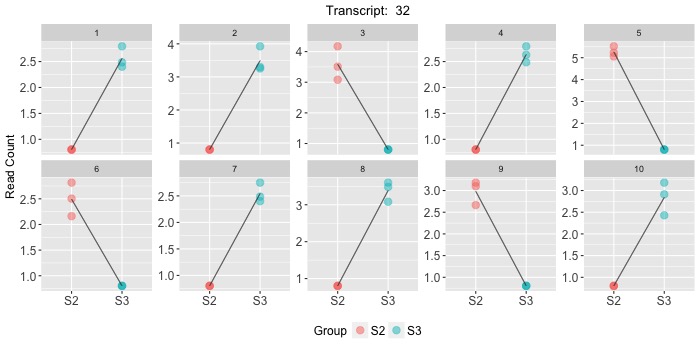 Transcript: 32
1 2 3 4 5
2.5 4 4 2.5 5
2.0 3 3 2.0 4
1.5 2 2 1.5 3
1.0 1 1 1.0 2
1
Read Count
6 7 8 9 10
2.5 2.5 3 3.0 3.0
2.0 2.0 2 2.5 2.5
1.5 1.5 1 2.0 2.0
1.0 1.0 1.5 1.5
1.0 1.0
S2 S3 S2 S3 S2 S3 S2 S3 S2 S3
Group S2 S3